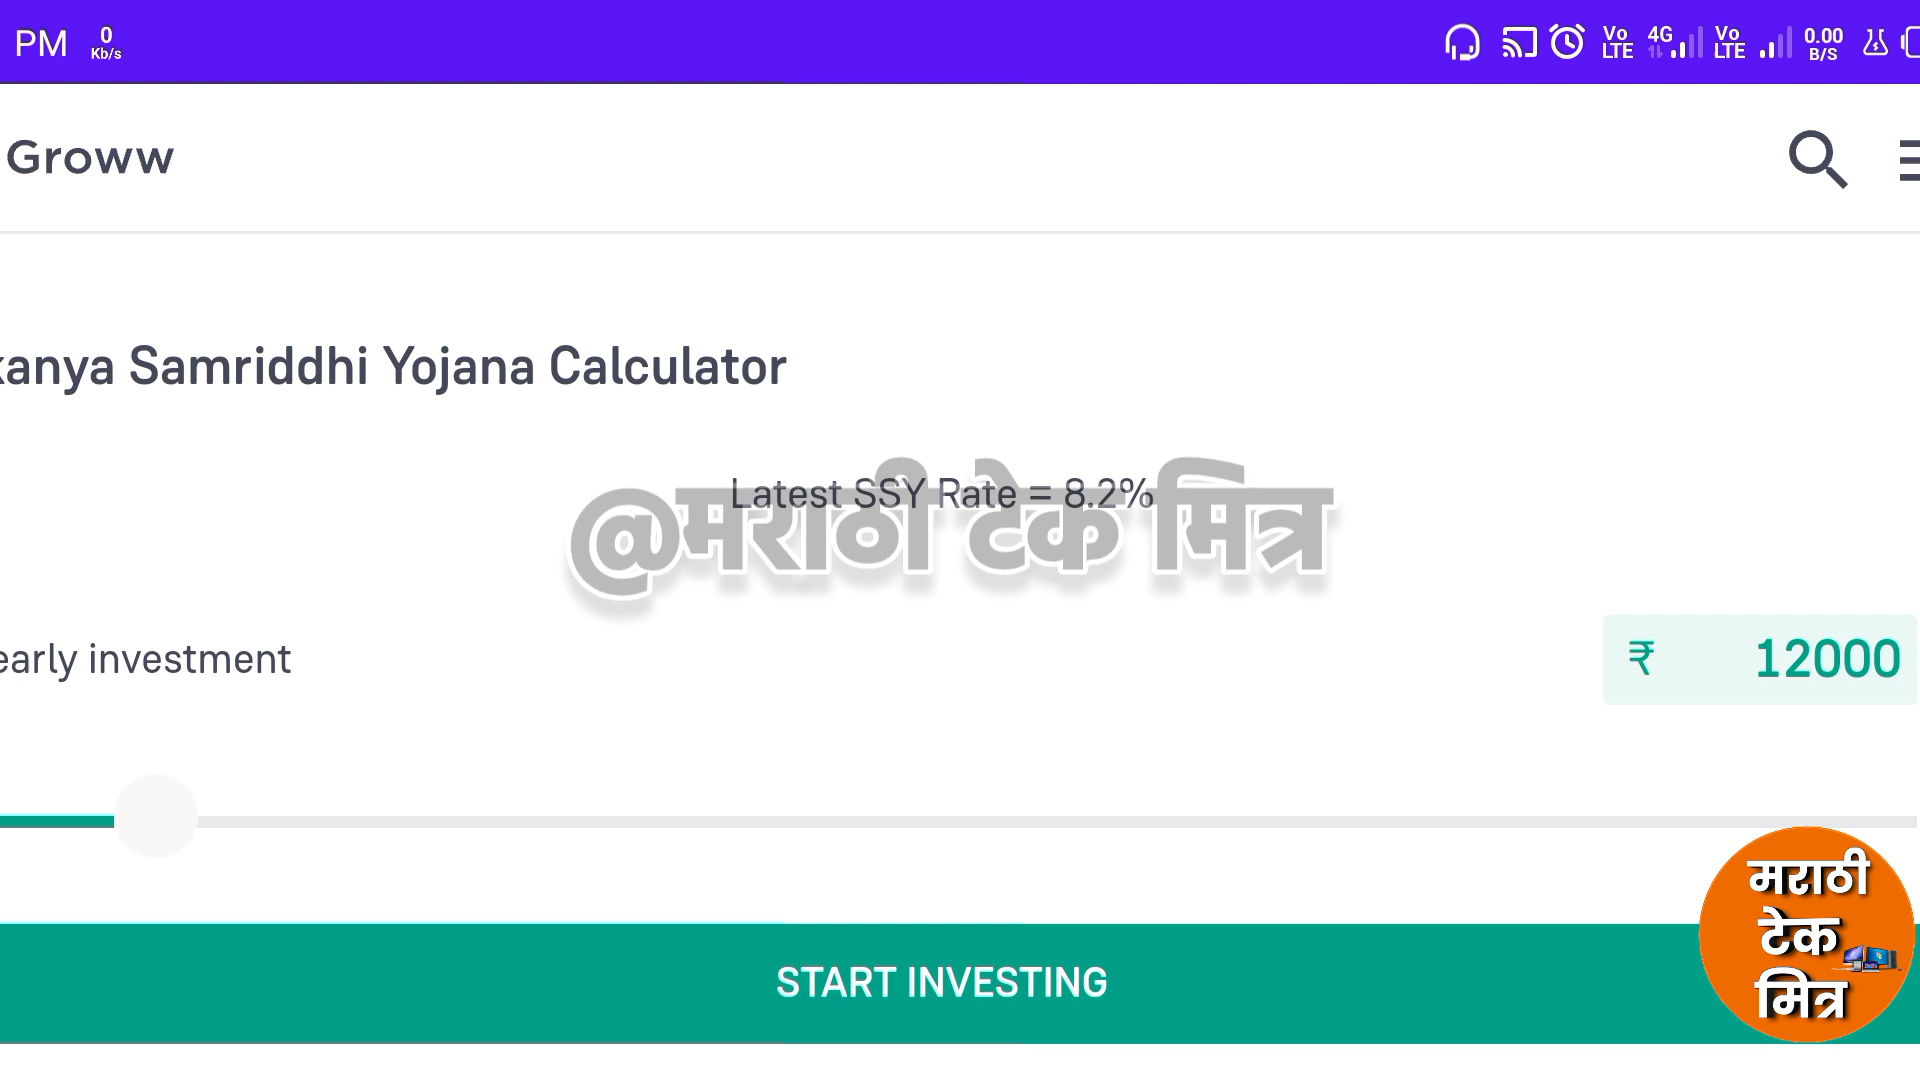 PM 0 Kb/s Vo LTE 4G Vo LTE 0.00 B/S
Groww
kanya Samriddhi Yojana Calculator
Latest SSY Rate = 8.2%
@मराठी टेक मित्र
early investment ₹ 12000
START INVESTING
मराठी
टेक
मित्र